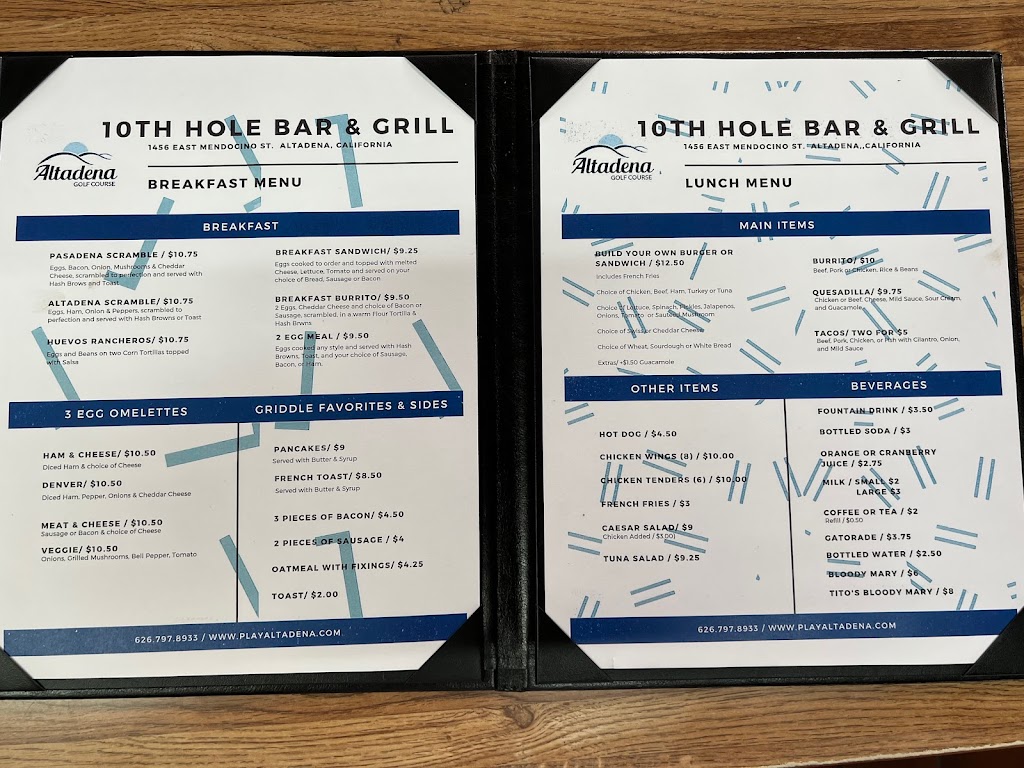 10TH HOLE BAR & GRILL
1456 EAST MENDOCINO ST. ALTADENA, CALIFORNIA
Altadena
GOLF COURSE
BREAKFAST MENU
BREAKFAST
PASADENA SCRAMBLE / $10.75
Eggs, Bacon, Onion, Mushrooms & Cheddar
Cheese, scrambled to perfection and served with
Hash Brows and Toast
ALTADENA SCRAMBLE/ $10.75
Eggs, Ham, Onion & Peppers, scrambled to
perfection and served with Hash Browns or Toast
HUEVOS RANCHEROS/ $10.75
Eggs and Beans on two Corn Tortillas topped
with Salsa
BREAKFAST SANDWICH/ $9.25
Eggs cooked to order and topped with melted
Cheese, Lettuce, Tomato and served on your
choice of Bread, Sausage or Bacon
BREAKFAST BURRITO/ $9.50
2 Eggs, Cheddar Cheese and choice of Bacon or
Sausage, scrambled, in a warm Flour Tortilla &
Hash Brwns
2 EGG MEAL / $9.50
Eggs cooked any style and served with Hash
Browns, Toast, and your choice of Sausage,
Bacon, or Ham.
3 EGG OMELETTES
HAM & CHEESE/ $10.50
Diced Ham & choice of Cheese
DENVER/ $10.50
Diced Ham, Pepper, Onions & Cheddar Cheese
MEAT & CHEESE / $10.50
Sausage or Bacon & choice of Cheese
VEGGIE/ $10.50
Onions, Grilled Mushrooms, Bell Pepper, Tomato
GRIDDLE FAVORITES & SIDES
PANCAKES/ $9
Served with Butter & Syrup
FRENCH TOAST/ $8.50
Served with Butter & Syrup
3 PIECES OF BACON/ $4.50
2 PIECES OF SAUSAGE / $4
OATMEAL WITH FIXINGS/ $4.25
TOAST/ $2.00
626.797.8933 / WWW.PLAYALTADENA.COM
10TH HOLE BAR & GRILL
1456 EAST MENDOCINO ST. ALTADENA,,CALIFORNIA
Altadena
GOLF COURSE
LUNCH MENU
MAIN ITEMS
BUILD YOUR OWN BURGER OR
SANDWICH / $12.50
Includes French Fries
Choice of Chicken, Beef, Ham, Turkey or Tuna
Choice of Lettuce, Spinach, Pickles, Jalapenos,
Onions, Tomato or Sauteed Mushroom
Choice of Swiss or Cheddar Cheese
Choice of Wheat, Sourdough or White Bread
Extras/ +$1.50 Guacamole
BURRITO/ $10
Beef, Pork or Chicken, Rice & Beans
QUESADILLA/ $9.75
Chicken or Beef, Cheese, Mild Sauce, Sour Cream,
and Guacamole
TACOS/ TWO FOR $5
Beef, Pork, Chicken, or Fish with Cilantro, Onion,
and Mild Sauce
OTHER ITEMS
HOT DOG / $4.50
CHICKEN WINGS (8) / $10.00
CHICKEN TENDERS (6) / $10.00
FRENCH FRIES / $3
CAESAR SALAD/ $9
Chicken Added / $3.00)
TUNA SALAD / $9.25
BEVERAGES
FOUNTAIN DRINK / $3.50
BOTTLED SODA / $3
ORANGE OR CRANBERRY
JUICE / $2.75
MILK / SMALL $2
LARGE $3
COFFEE OR TEA / $2
Refill / $0.50
GATORADE / $3.75
BOTTLED WATER / $2.50
BLOODY MARY / $6
TITO'S BLOODY MARY / $8
626.797.8933 / WWW.PLAYALTADENA.COM